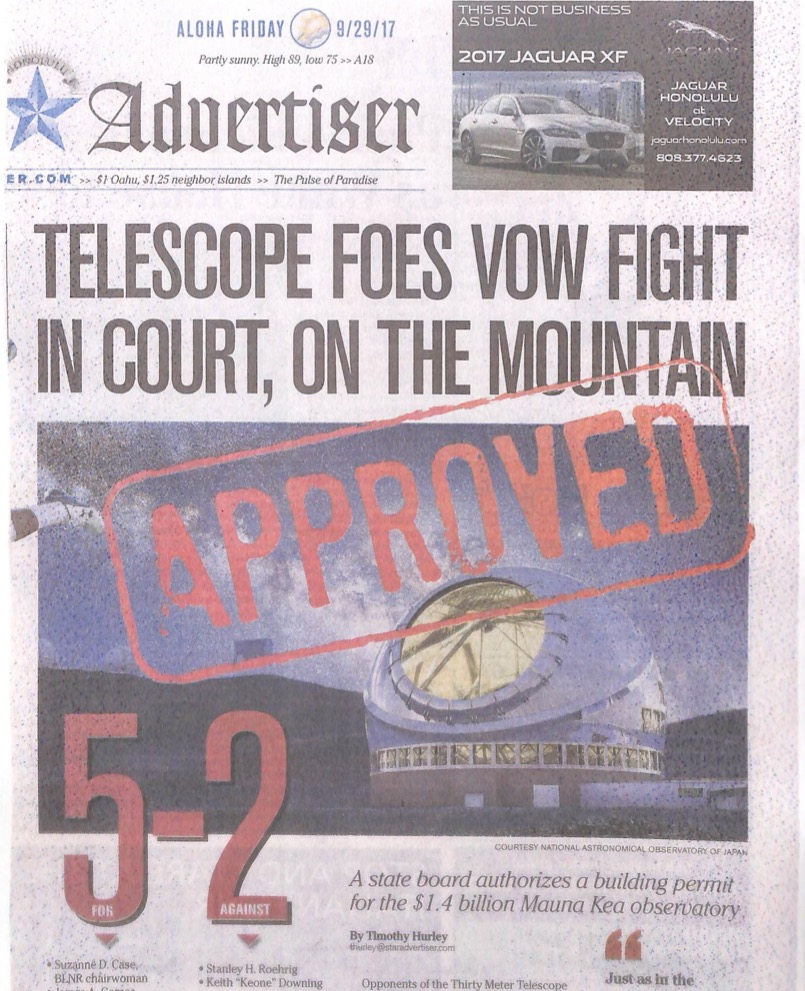 ALOHA FRIDAY 9/29/17
Partly sunny. High 89, low 75 >> A18
HONOLULU
Advertiser
ER.COM >> $1 Oahu, $1.25 neighbor islands >> The Pulse of Paradise
THIS IS NOT BUSINESS
AS USUAL
JAGUAR
2017 JAGUAR XF
JAGUAR
HONOLULU
at
VELOCITY
jaguarhonolulu.com
808.377.4623
TELESCOPE FOES VOW FIGHT
IN COURT, ON THE MOUNTAIN
APPROVED
5-2
FOR AGAINST
COURTESY NATIONAL ASTRONOMICAL OBSERVATORY OF JAPAN
A state board authorizes a building permit
for the $1.4 billion Mauna Kea observatory
By Timothy Hurley
thurley@staradvertiser.com
• Suzanne D. Case,
BLNR chairwoman
• Stanley H. Roehrig
• Keith "Keone" Downing
Opponents of the Thirty Meter Telescope
“
Just as in the